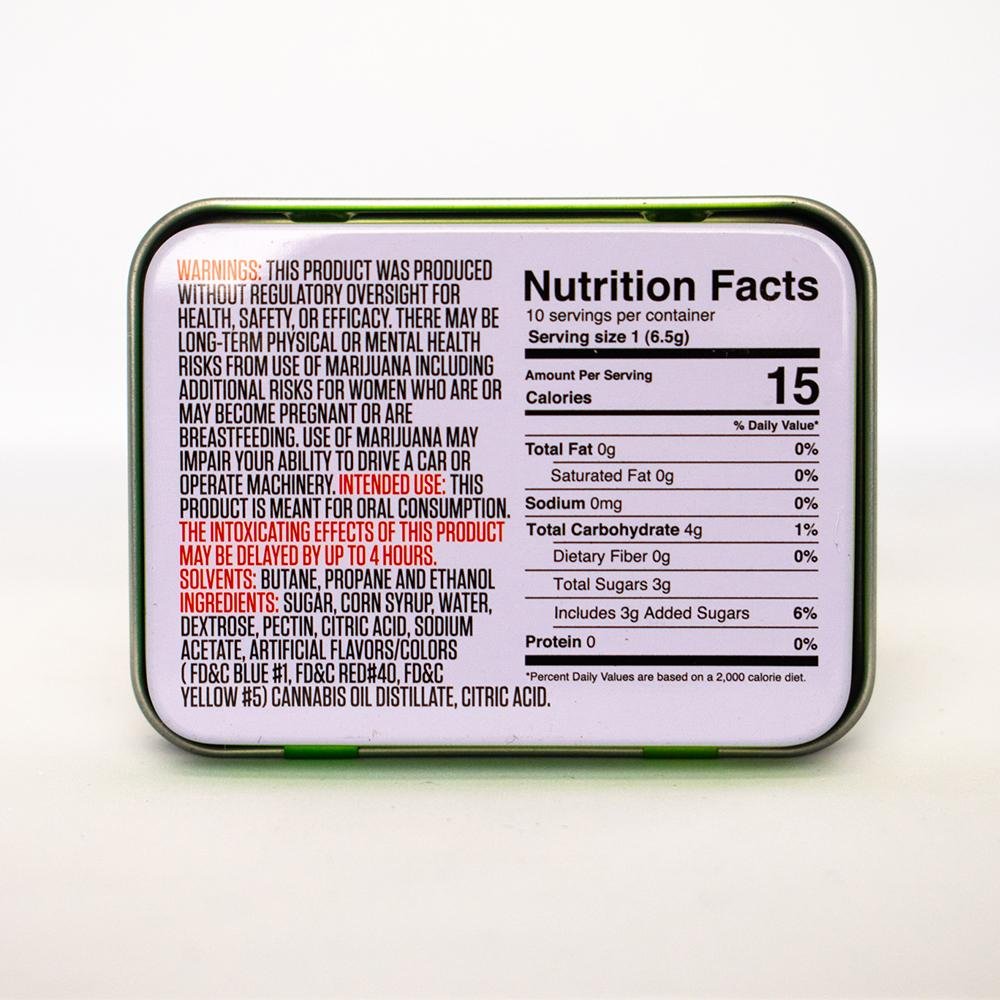 WARNINGS: THIS PRODUCT WAS PRODUCED
WITHOUT REGULATORY OVERSIGHT FOR
HEALTH, SAFETY, OR EFFICACY. THERE MAY BE
LONG-TERM PHYSICAL OR MENTAL HEALTH
RISKS FROM USE OF MARIJUANA INCLUDING
ADDITIONAL RISKS FOR WOMEN WHO ARE OR
MAY BECOME PREGNANT OR ARE
BREASTFEEDING. USE OF MARIJUANA MAY
IMPAIR YOUR ABILITY TO DRIVE A CAR OR
OPERATE MACHINERY. INTENDED USE: THIS
PRODUCT IS MEANT FOR ORAL CONSUMPTION.
THE INTOXICATING EFFECTS OF THIS PRODUCT
MAY BE DELAYED BY UP TO 4 HOURS.
SOLVENTS: BUTANE, PROPANE AND ETHANOL
INGREDIENTS: SUGAR, CORN SYRUP, WATER,
DEXTROSE, PECTIN, CITRIC ACID, SODIUM
ACETATE, ARTIFICIAL FLAVORS/COLORS
( FD&C BLUE #1, FD&C RED#40, FD&C
YELLOW #5) CANNABIS OIL DISTILLATE, CITRIC ACID.
Nutrition Facts
10 servings per container
Serving size 1 (6.5g)
Amount Per Serving
Calories 15
% Daily Value*
Total Fat 0g 0%
Saturated Fat 0g 0%
Sodium 0mg 0%
Total Carbohydrate 4g 1%
Dietary Fiber 0g 0%
Total Sugars 3g
Includes 3g Added Sugars 6%
Protein 0 0%
*Percent Daily Values are based on a 2,000 calorie diet.